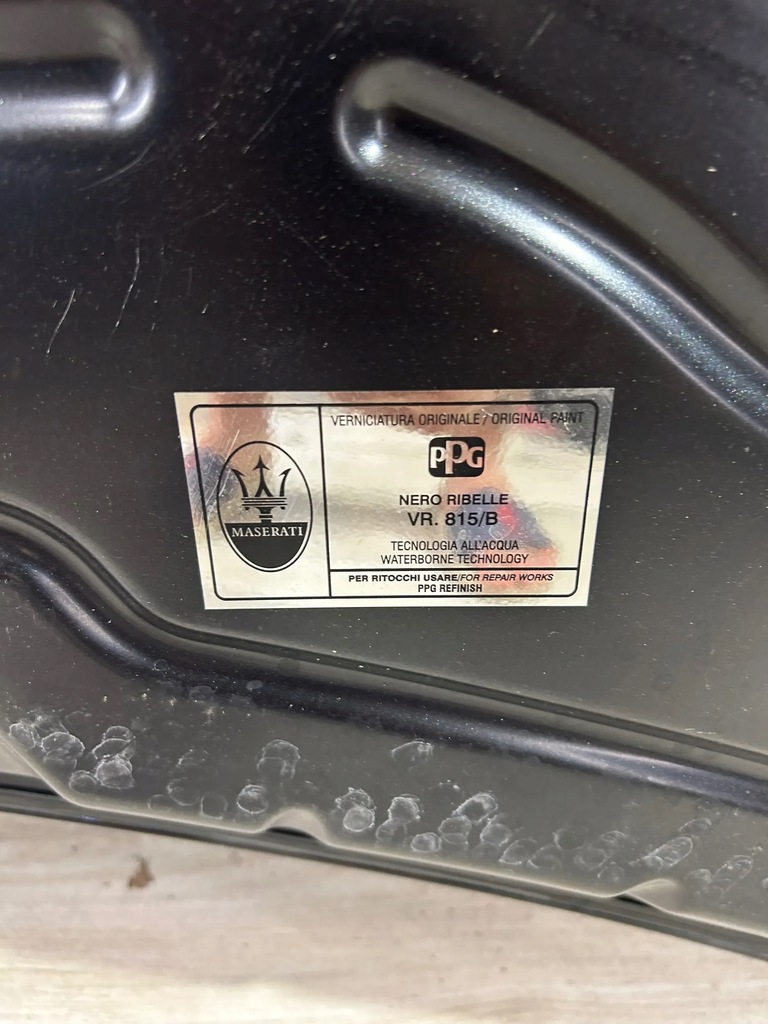 MASERATI
VERNICIATURA ORIGINALE / ORIGINAL PAINT
PPG
NERO RIBELLE
VR. 815/B
TECNOLOGIA ALL'ACQUA
WATERBORNE TECHNOLOGY
PER RITOCCHI USARE/FOR REPAIR WORKS
PPG REFINISH